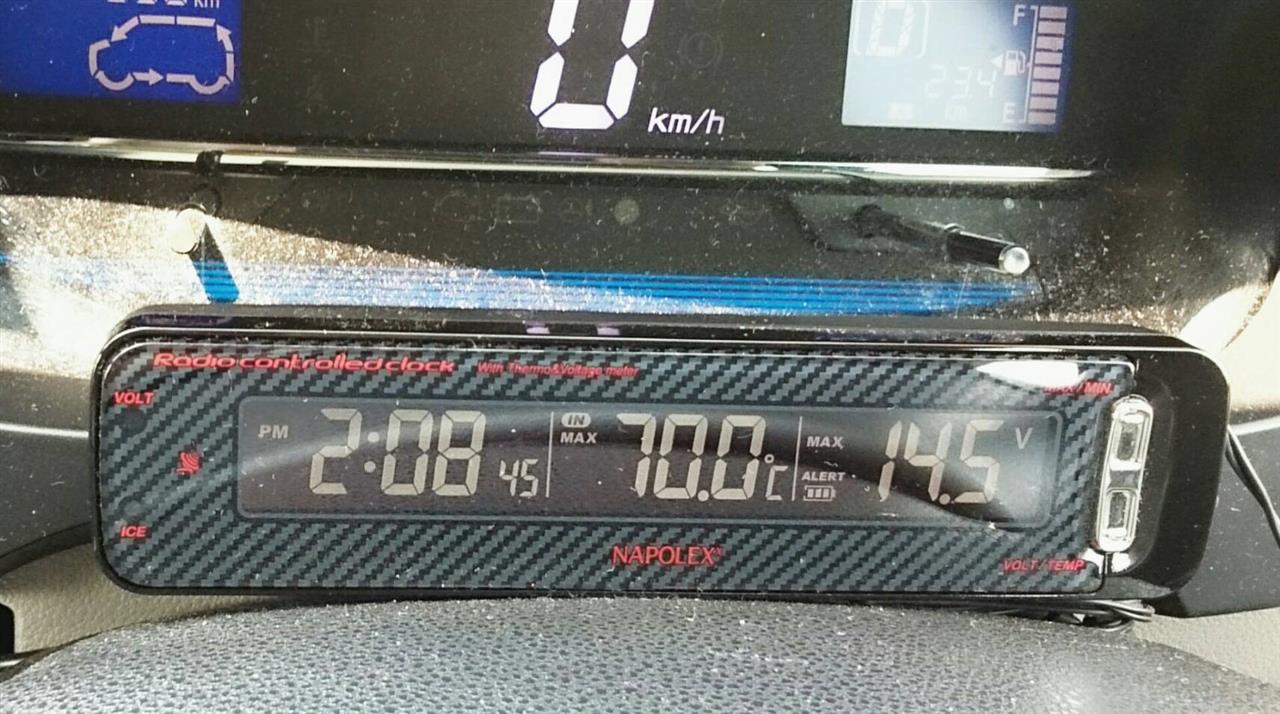 km
0
km/h
F
234
km
E
Radio controlled clock With Thermo&Voltage meter
VOLT
MAX/MIN
PM 2:08 45
IN
MAX 70.0°C
MAX 14.5 V
ALERT
ICE
NAPOLEX
VOLT/TEMP